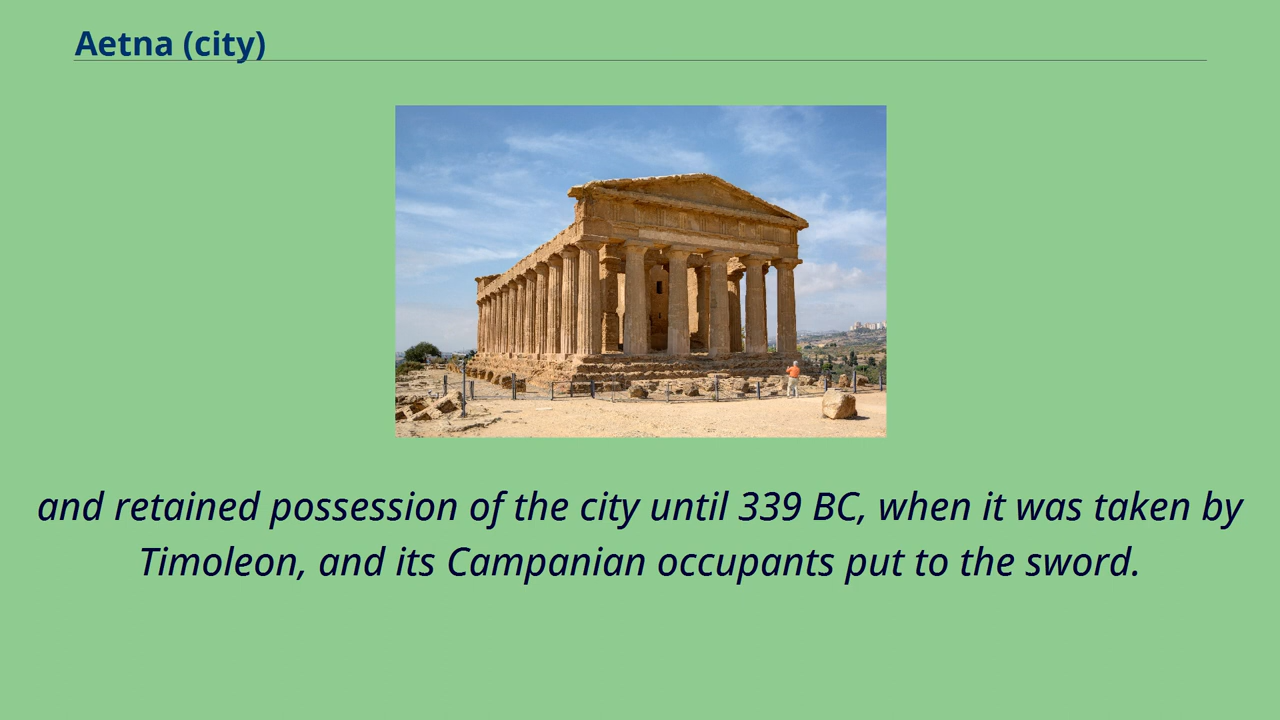 Aetna (city)
and retained possession of the city until 339 BC, when it was taken by
Timoleon, and its Campanian occupants put to the sword.